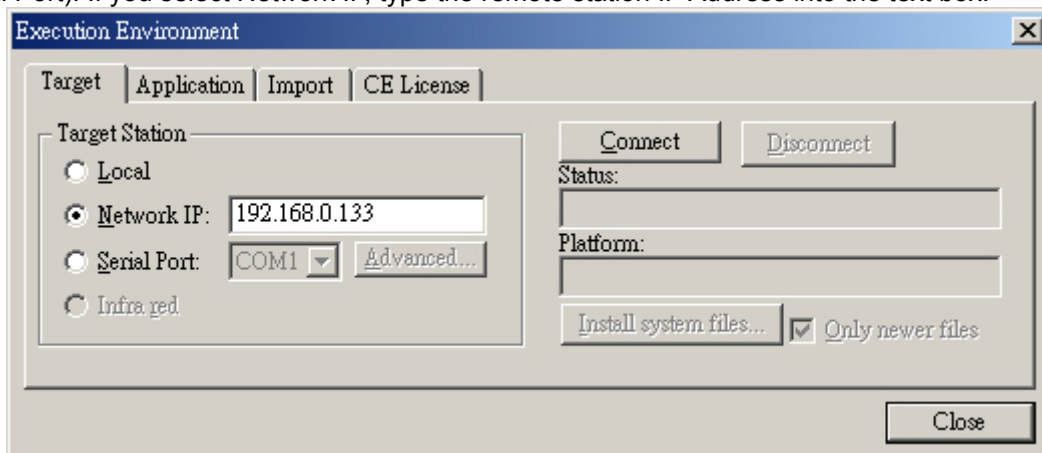 Port). If you select Network IP, type the remote station IP Address into the text box.
Execution Environment
Target Application Import CE License
Target Station
Local
Network IP: 192.168.0.133
Serial Port: COM1 Advanced....
Infra red
Connect Disconnect
Status:
Platform:
Install system files... Only newer files
Close